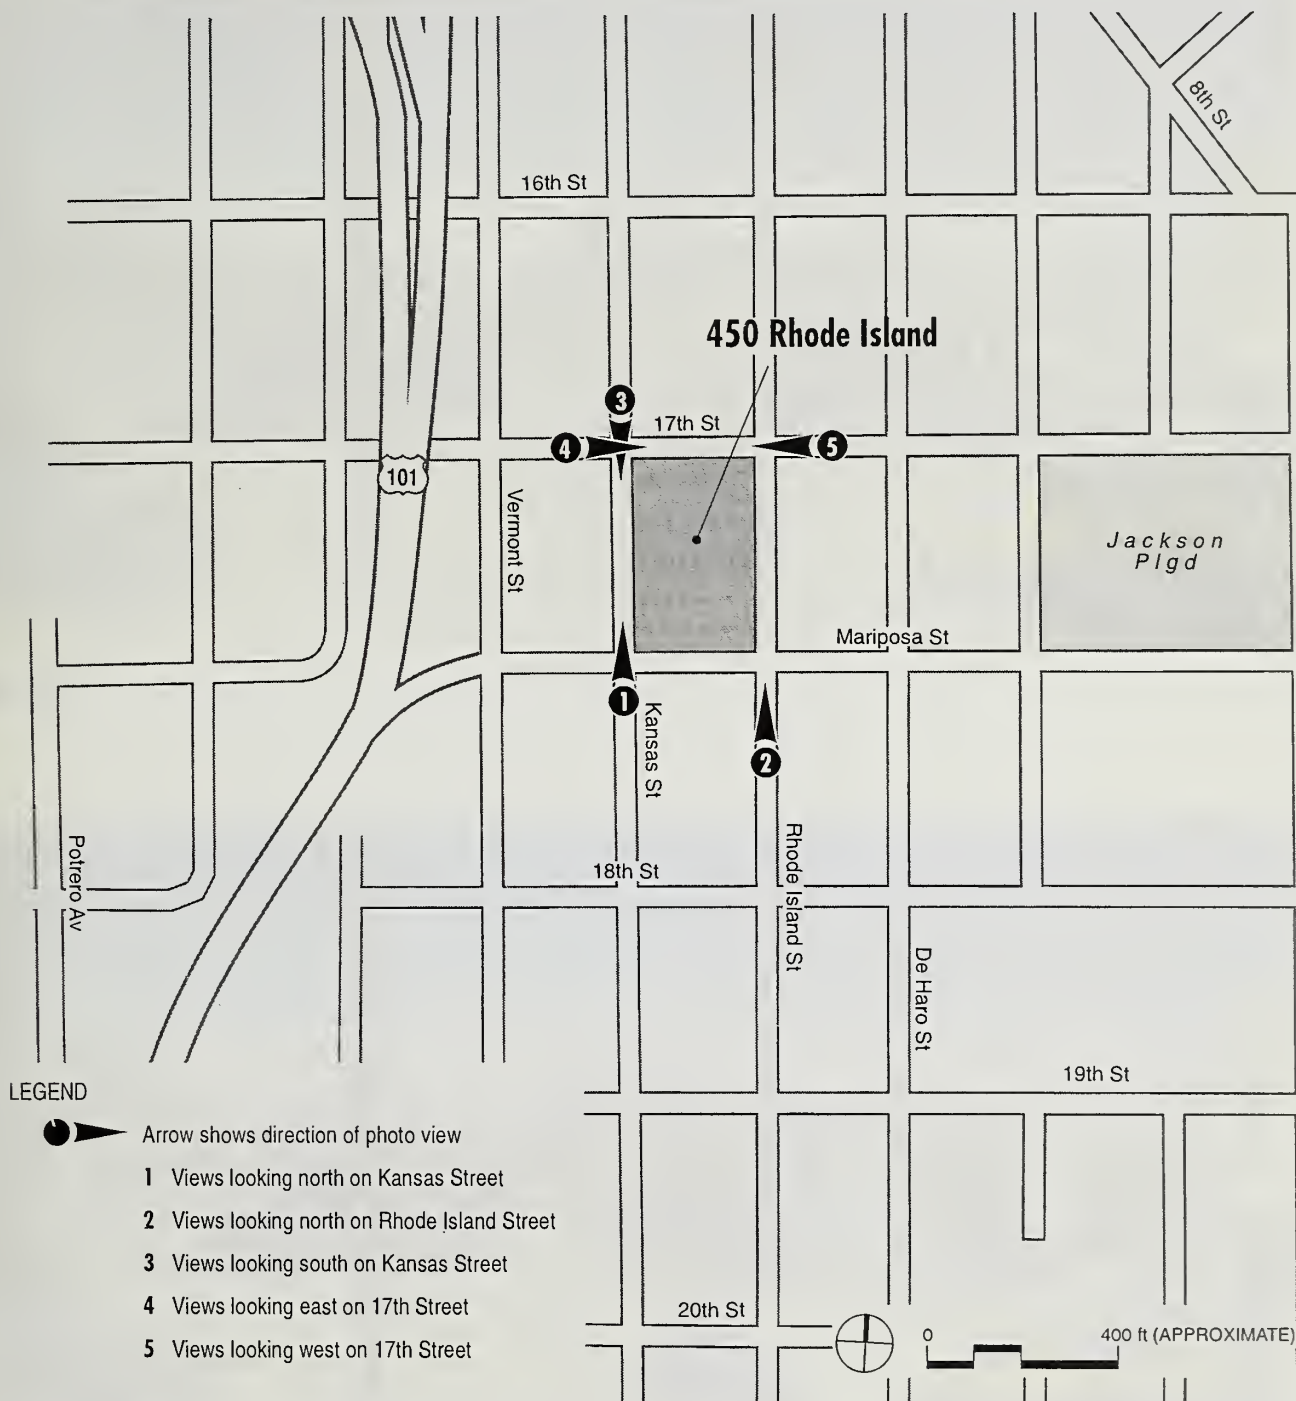 8th St
16th St
450 Rhode Island
3
17th St
4
5
101
Vermont St
Jackson
Plgd
Mariposa St
1
Kansas St
2
Potrero Av
18th St
Rhode Island St
De Haro St
19th St
LEGEND
Arrow shows direction of photo view
1 Views looking north on Kansas Street
2 Views looking north on Rhode Island Street
3 Views looking south on Kansas Street
4 Views looking east on 17th Street
5 Views looking west on 17th Street
20th St
0 400 ft (APPROXIMATE)